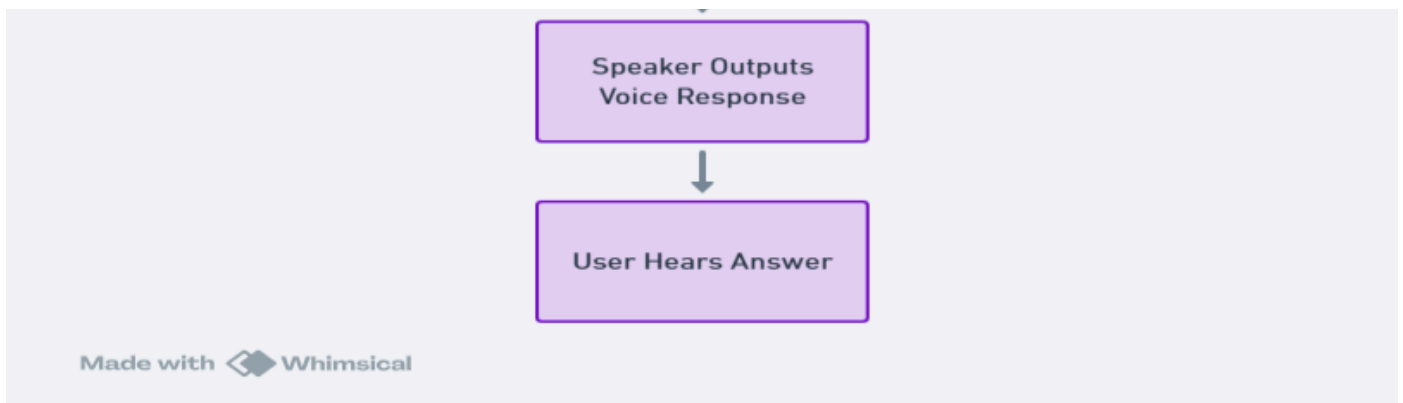 Speaker Outputs
Voice Response
User Hears Answer
Made with Whimsical